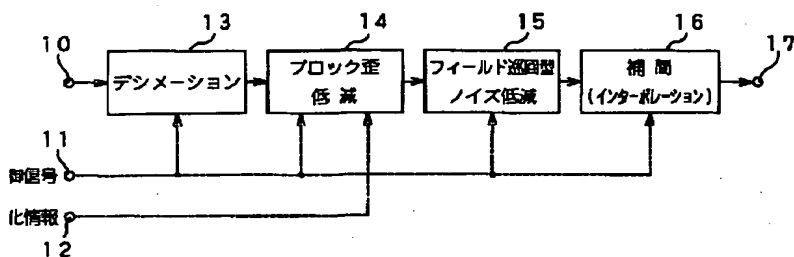 13
14
15
16
10
17
デシメーション
ブロック歪
低減
フィールド巡回型
ノイズ低減
補間
(インターポレーション)
11
御信号
化情報
12